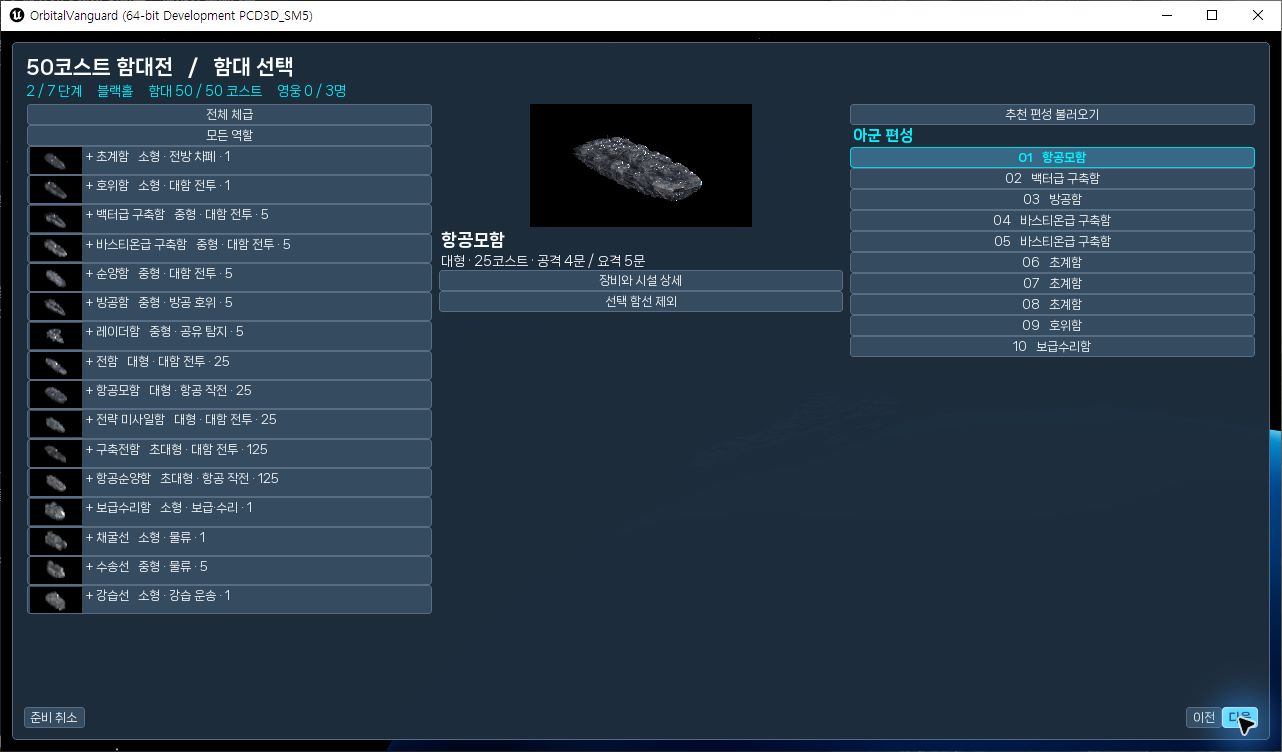 OrbitalVanguard (64-bit Development PCD3D_SM5)
50코스트 함대전 / 함대 선택
2 / 7 단계 블랙홀 함대 50 / 50 코스트 영웅 0 / 3명
전체 체급
모든 역할
+ 초계함 소형 · 전방 차폐 · 1
+ 호위함 소형 · 대함 전투 · 1
+ 백터급 구축함 중형 · 대함 전투 · 5
+ 바스티온급 구축함 중형 · 대함 전투 · 5
+ 순양함 중형 · 대함 전투 · 5
+ 방공함 중형 · 방공 호위 · 5
+ 레이더함 중형 · 공유 탐지 · 5
+ 전함 대형 · 대함 전투 · 25
+ 항공모함 대형 · 항공 작전 · 25
+ 전략 미사일함 대형 · 대함 전투 · 25
+ 구축전함 초대형 · 대함 전투 · 125
+ 항공순양함 초대형 · 항공 작전 · 125
+ 보급수리함 소형 · 보급·수리 · 1
+ 채굴선 소형 · 물류 · 1
+ 수송선 중형 · 물류 · 5
+ 강습선 소형 · 강습 운송 · 1
항공모함
대형 · 25코스트 · 공격 4문 / 요격 5문
장비와 시설 상세
선택 함선 제외
추천 편성 불러오기
아군 편성
01 항공모함
02 백터급 구축함
03 방공함
04 바스티온급 구축함
05 바스티온급 구축함
06 초계함
07 초계함
08 초계함
09 호위함
10 보급수리함
준비 취소
이전